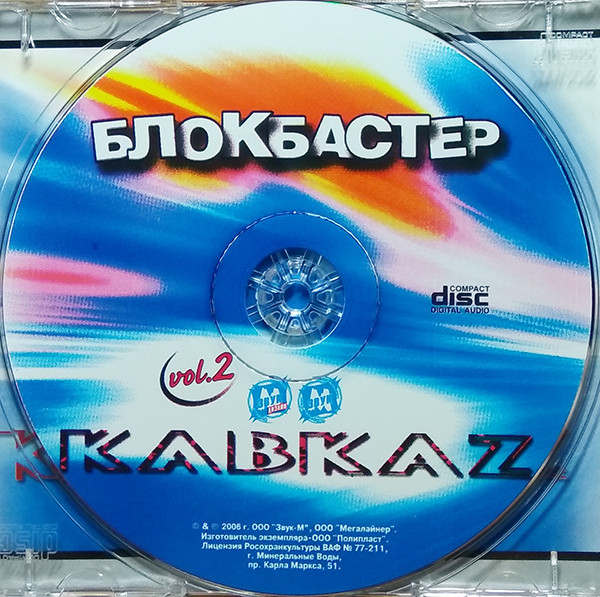 БЛОКБАСТЕР
COMPACT
disc
DIGITAL AUDIO
vol.2
КАВКАZ
© & ℗ 2006 г. ООО "Звук-М", ООО "Мегалайнер".
Изготовитель экземпляра-ООО "Полипласт".
Лицензия Росохранкультуры ВАФ № 77-211,
г. Минеральные Воды,
пр. Карла Маркса, 51.